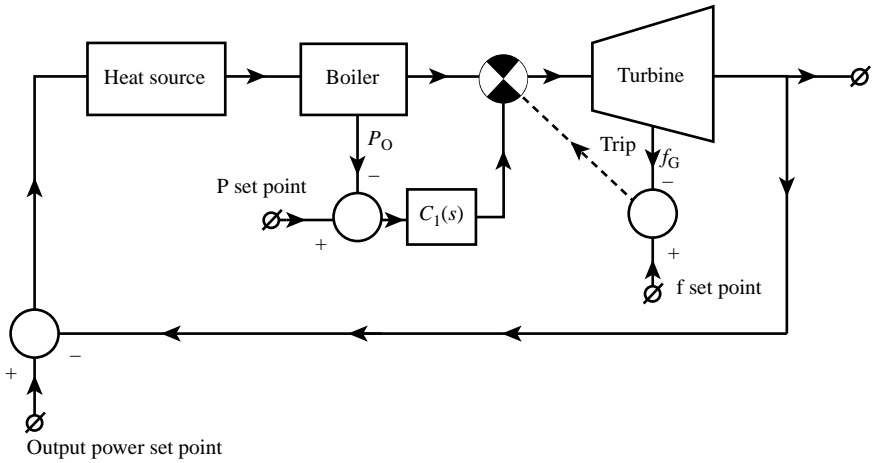 Heat source
Boiler
Turbine
P_O
Trip
f_G
−
−
P set point
C_1(s)
+
+
f set point
−
+
Output power set point